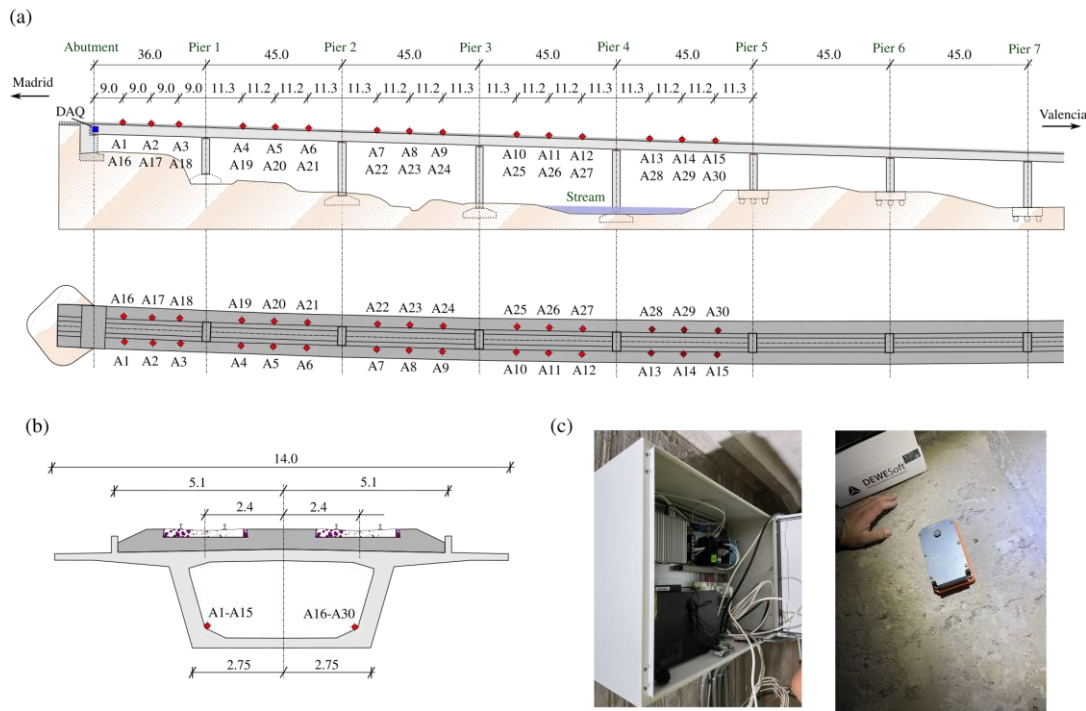 (a)
Abutment Pier 1 Pier 2 Pier 3 Pier 4 Pier 5 Pier 6 Pier 7
36.0 45.0 45.0 45.0 45.0 45.0 45.0
Madrid
9.0 9.0 9.0 9.0 11.3 11.2 11.2 11.3 11.3 11.2 11.2 11.3 11.3 11.2 11.2 11.3 11.3 11.2 11.2 11.3
Valencia
DAQ
A1 A2 A3 A4 A5 A6 A7 A8 A9 A10 A11 A12 A13 A14 A15
A16 A17 A18 A19 A20 A21 A22 A23 A24 A25 A26 A27 A28 A29 A30
Stream
A16 A17 A18 A19 A20 A21 A22 A23 A24 A25 A26 A27 A28 A29 A30
A1 A2 A3 A4 A5 A6 A7 A8 A9 A10 A11 A12 A13 A14 A15
(b)
14.0
5.1 5.1
2.4 2.4
A1-A15 A16-A30
2.75 2.75
(c)
DEWESoft